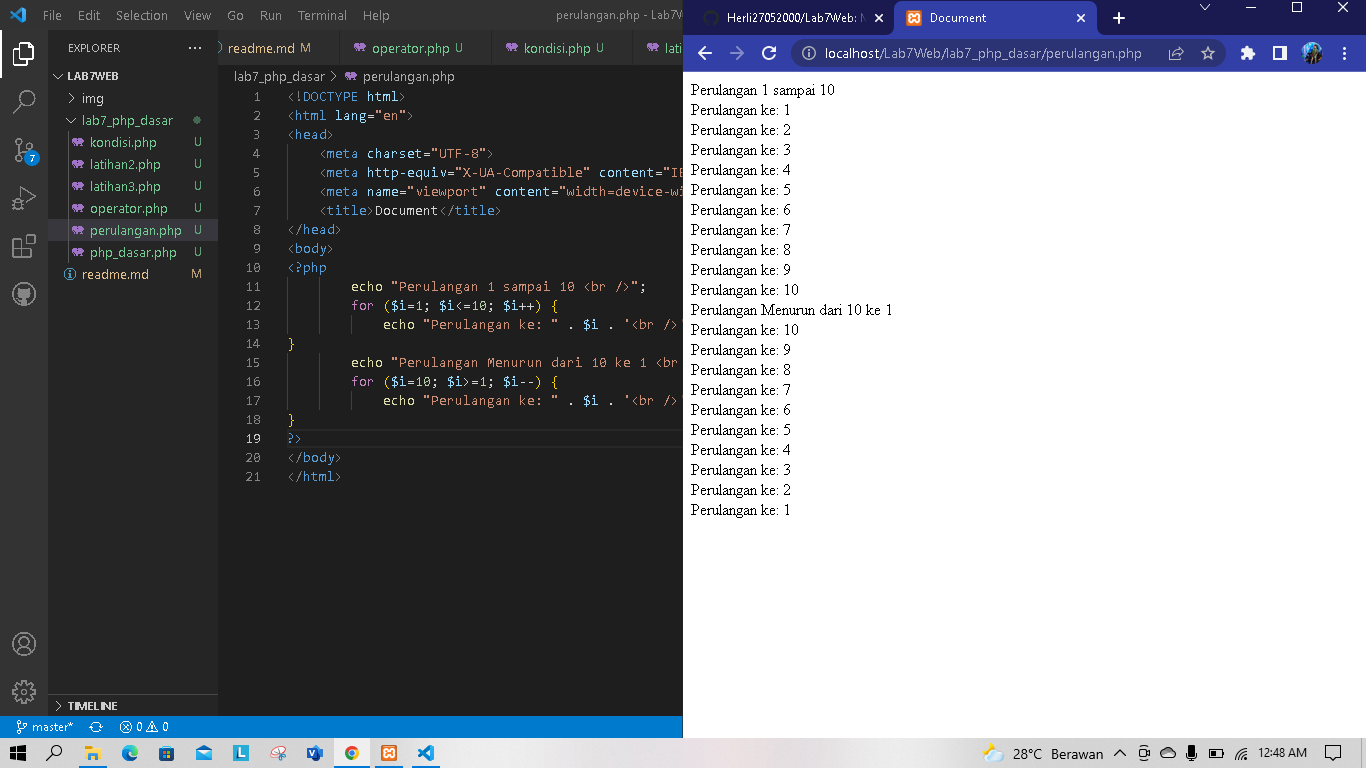 File Edit Selection View Go Run Terminal Help perulangan.php - Lab7W
EXPLORER ...
LAB7WEB
img
lab7_php_dasar
kondisi.php U
latihan2.php U
latihan3.php U
operator.php U
perulangan.php U
php_dasar.php U
readme.md M
7
TIMELINE
readme.md M operator.php U kondisi.php U lati
lab7_php_dasar > perulangan.php
1 <!DOCTYPE html>
2 <html lang="en">
3 <head>
4 <meta charset="UTF-8">
5 <meta http-equiv="X-UA-Compatible" content="IE
6 <meta name="viewport" content="width=device-wi
7 <title>Document</title>
8 </head>
9 <body>
10 <?php
11 echo "Perulangan 1 sampai 10 <br />";
12 for ($i=1; $i<=10; $i++) {
13 echo "Perulangan ke: " . $i . '<br />'
14 }
15 echo "Perulangan Menurun dari 10 ke 1 <br
16 for ($i=10; $i>=1; $i--) {
17 echo "Perulangan ke: " . $i . '<br />'
18 }
19 ?>
20 </body>
21 </html>
master* 0 0
Herli27052000/Lab7Web: M Document
localhost/Lab7Web/lab7_php_dasar/perulangan.php
Perulangan 1 sampai 10
Perulangan ke: 1
Perulangan ke: 2
Perulangan ke: 3
Perulangan ke: 4
Perulangan ke: 5
Perulangan ke: 6
Perulangan ke: 7
Perulangan ke: 8
Perulangan ke: 9
Perulangan ke: 10
Perulangan Menurun dari 10 ke 1
Perulangan ke: 10
Perulangan ke: 9
Perulangan ke: 8
Perulangan ke: 7
Perulangan ke: 6
Perulangan ke: 5
Perulangan ke: 4
Perulangan ke: 3
Perulangan ke: 2
Perulangan ke: 1
28°C Berawan 12:48 AM